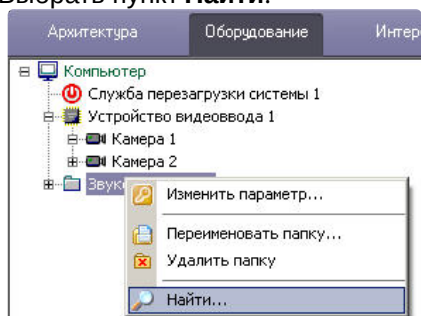 Выбрать пункт Найти.
Архитектура Оборудование
Компьютер
Служба перезагрузки системы 1
Устройство видеоввода 1
Камера 1
Камера 2
Изменить параметр...
Переименовать папку...
Удалить папку
Найти...